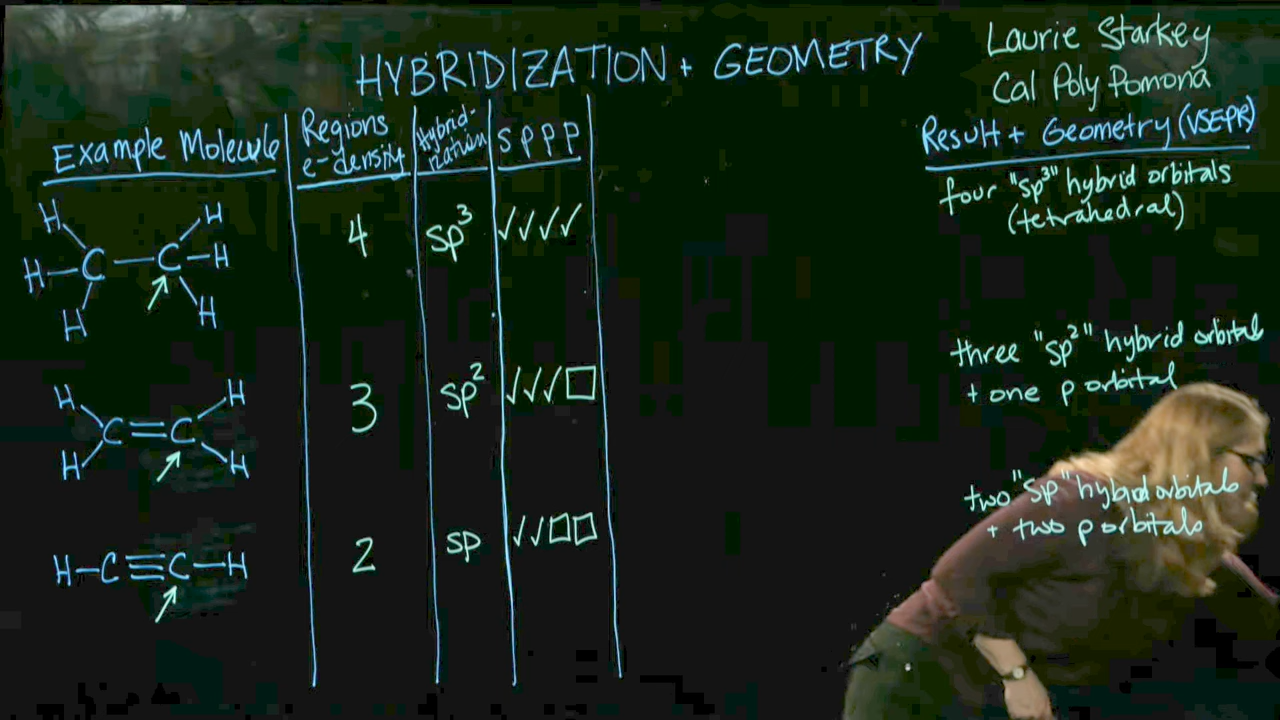 HYBRIDIZATION + GEOMETRY
Laurie Starkey
Cal Poly Pomona
Example Molecule
Regions
e- density
Hybrid-
ization
S P P P
Result + Geometry (VSEPR)
H H
H-C-C-H
H H
4
sp³
✓✓✓✓
four "sp³" hybrid orbitals
(tetrahedral)
H H
C=C
H H
3
sp²
✓✓✓□
three "sp²" hybrid orbitals
+ one p orbital
H-C≡C-H
2
sp
✓✓□□
two "sp" hybrid orbitals
+ two p orbitals